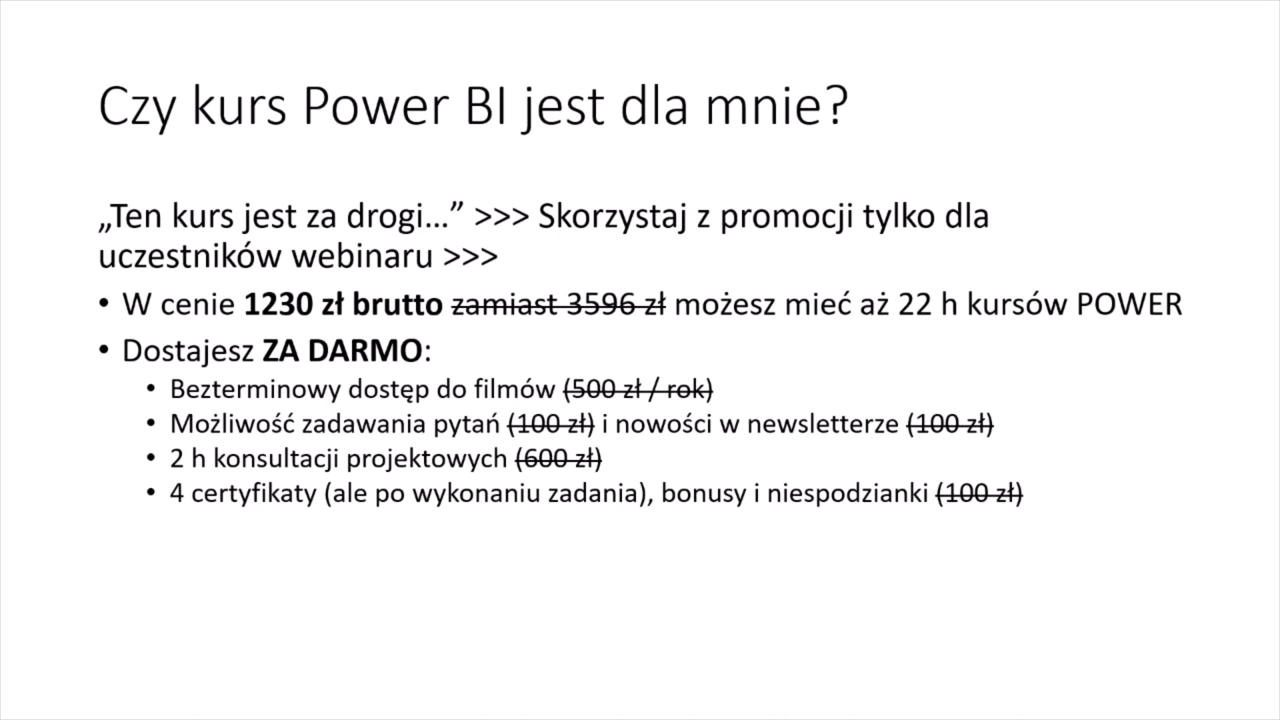 Czy kurs Power BI jest dla mnie?
„Ten kurs jest za drogi…” >>> Skorzystaj z promocji tylko dla
uczestników webinaru >>>
• W cenie 1230 zł brutto zamiast 3596 zł możesz mieć aż 22 h kursów POWER
• Dostajesz ZA DARMO:
• Bezterminowy dostęp do filmów (500 zł / rok)
• Możliwość zadawania pytań (100 zł) i nowości w newsletterze (100 zł)
• 2 h konsultacji projektowych (600 zł)
• 4 certyfikaty (ale po wykonaniu zadania), bonusy i niespodzianki (100 zł)